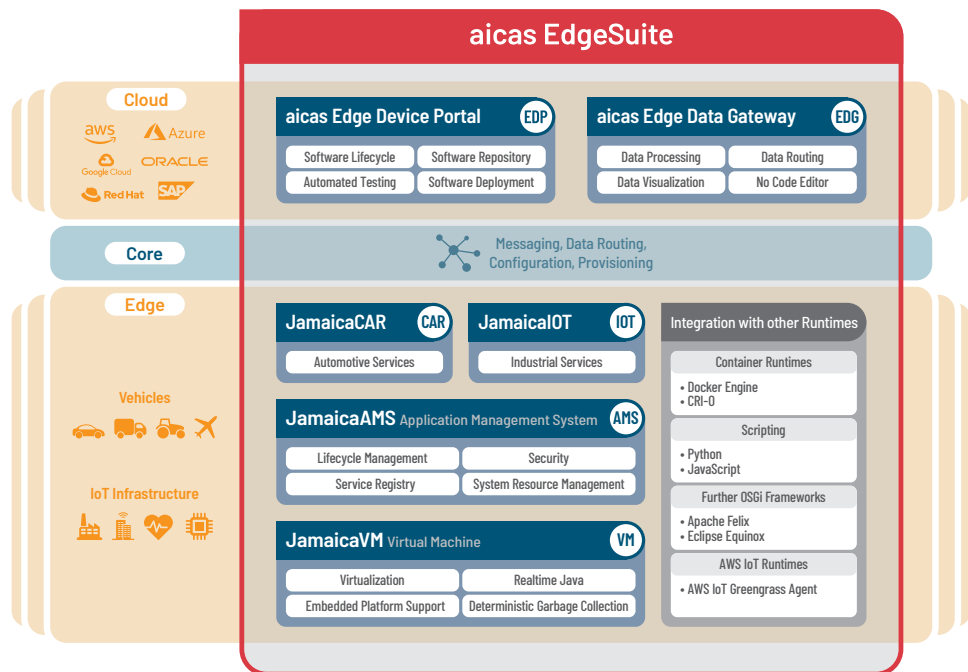 aicas EdgeSuite
Cloud
aws
Azure
Google Cloud
ORACLE
Red Hat
SAP
aicas Edge Device Portal
EDP
Software Lifecycle
Software Repository
Automated Testing
Software Deployment
aicas Edge Data Gateway
EDG
Data Processing
Data Routing
Data Visualization
No Code Editor
Core
Messaging, Data Routing,
Configuration, Provisioning
Edge
Vehicles
IoT Infrastructure
JamaicaCAR
CAR
Automotive Services
JamaicaIOT
IOT
Industrial Services
JamaicaAMS Application Management System
AMS
Lifecycle Management
Security
Service Registry
System Resource Management
JamaicaVM Virtual Machine
VM
Virtualization
Realtime Java
Embedded Platform Support
Deterministic Garbage Collection
Integration with other Runtimes
Container Runtimes
• Docker Engine
• CRI-O
Scripting
• Python
• JavaScript
Further OSGi Frameworks
• Apache Felix
• Eclipse Equinox
AWS IoT Runtimes
• AWS IoT Greengrass Agent